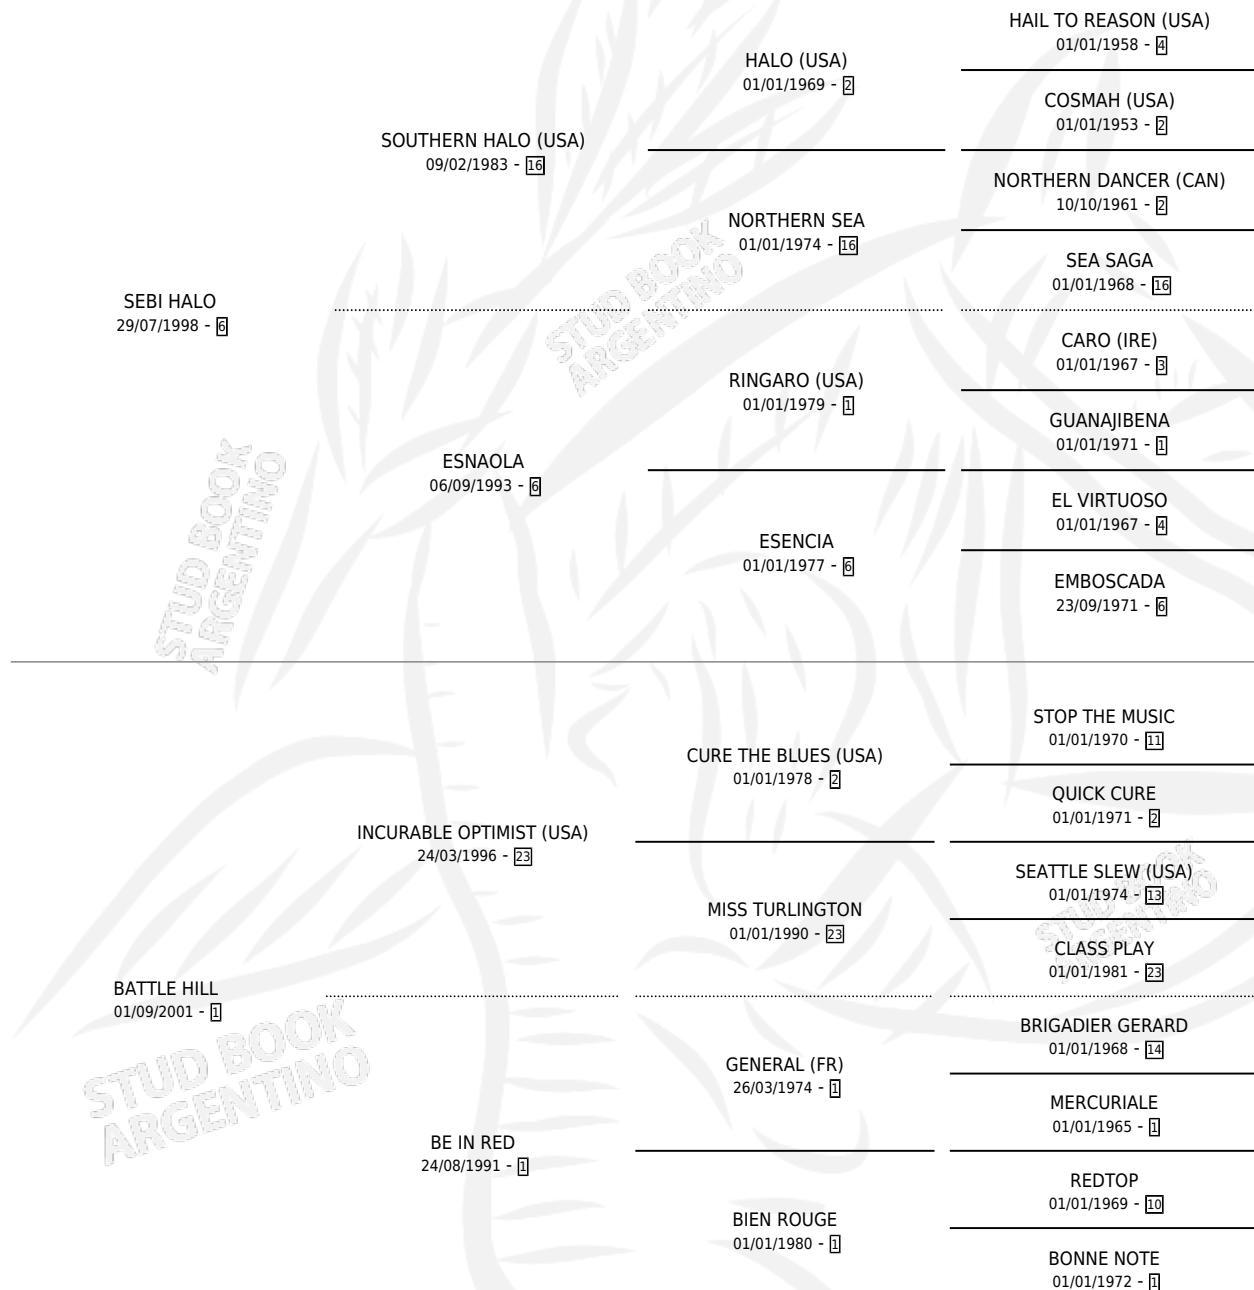 HAIL TO REASON (USA)
01/01/1958 - 4
HALO (USA)
01/01/1969 - 2
COSMAH (USA)
01/01/1953 - 2
SOUTHERN HALO (USA)
09/02/1983 - 16
NORTHERN DANCER (CAN)
10/10/1961 - 2
NORTHERN SEA
01/01/1974 - 16
SEA SAGA
01/01/1968 - 16
SEBI HALO
29/07/1998 - 6
STUD BOOK
ARGENTINO
CARO (IRE)
01/01/1967 - 3
RINGARO (USA)
01/01/1979 - 1
GUANAJIBENA
01/01/1971 - 1
ESNAOLA
06/09/1993 - 6
EL VIRTUOSO
01/01/1967 - 4
ESENCIA
01/01/1977 - 6
EMBOSCADA
23/09/1971 - 6
STUD BOOK
ARGENTINO
STOP THE MUSIC
01/01/1970 - 11
CURE THE BLUES (USA)
01/01/1978 - 2
QUICK CURE
01/01/1971 - 2
INCURABLE OPTIMIST (USA)
24/03/1996 - 23
SEATTLE SLEW (USA)
01/01/1974 - 13
MISS TURLINGTON
01/01/1990 - 23
STUD BOOK
ARGENTINO
CLASS PLAY
01/01/1981 - 23
BATTLE HILL
01/09/2001 - 1
BRIGADIER GERARD
01/01/1968 - 14
GENERAL (FR)
26/03/1974 - 1
STUD BOOK
ARGENTINO
MERCURIALE
01/01/1965 - 1
BE IN RED
24/08/1991 - 1
REDTOP
01/01/1969 - 10
BIEN ROUGE
01/01/1980 - 1
BONNE NOTE
01/01/1972 - 1